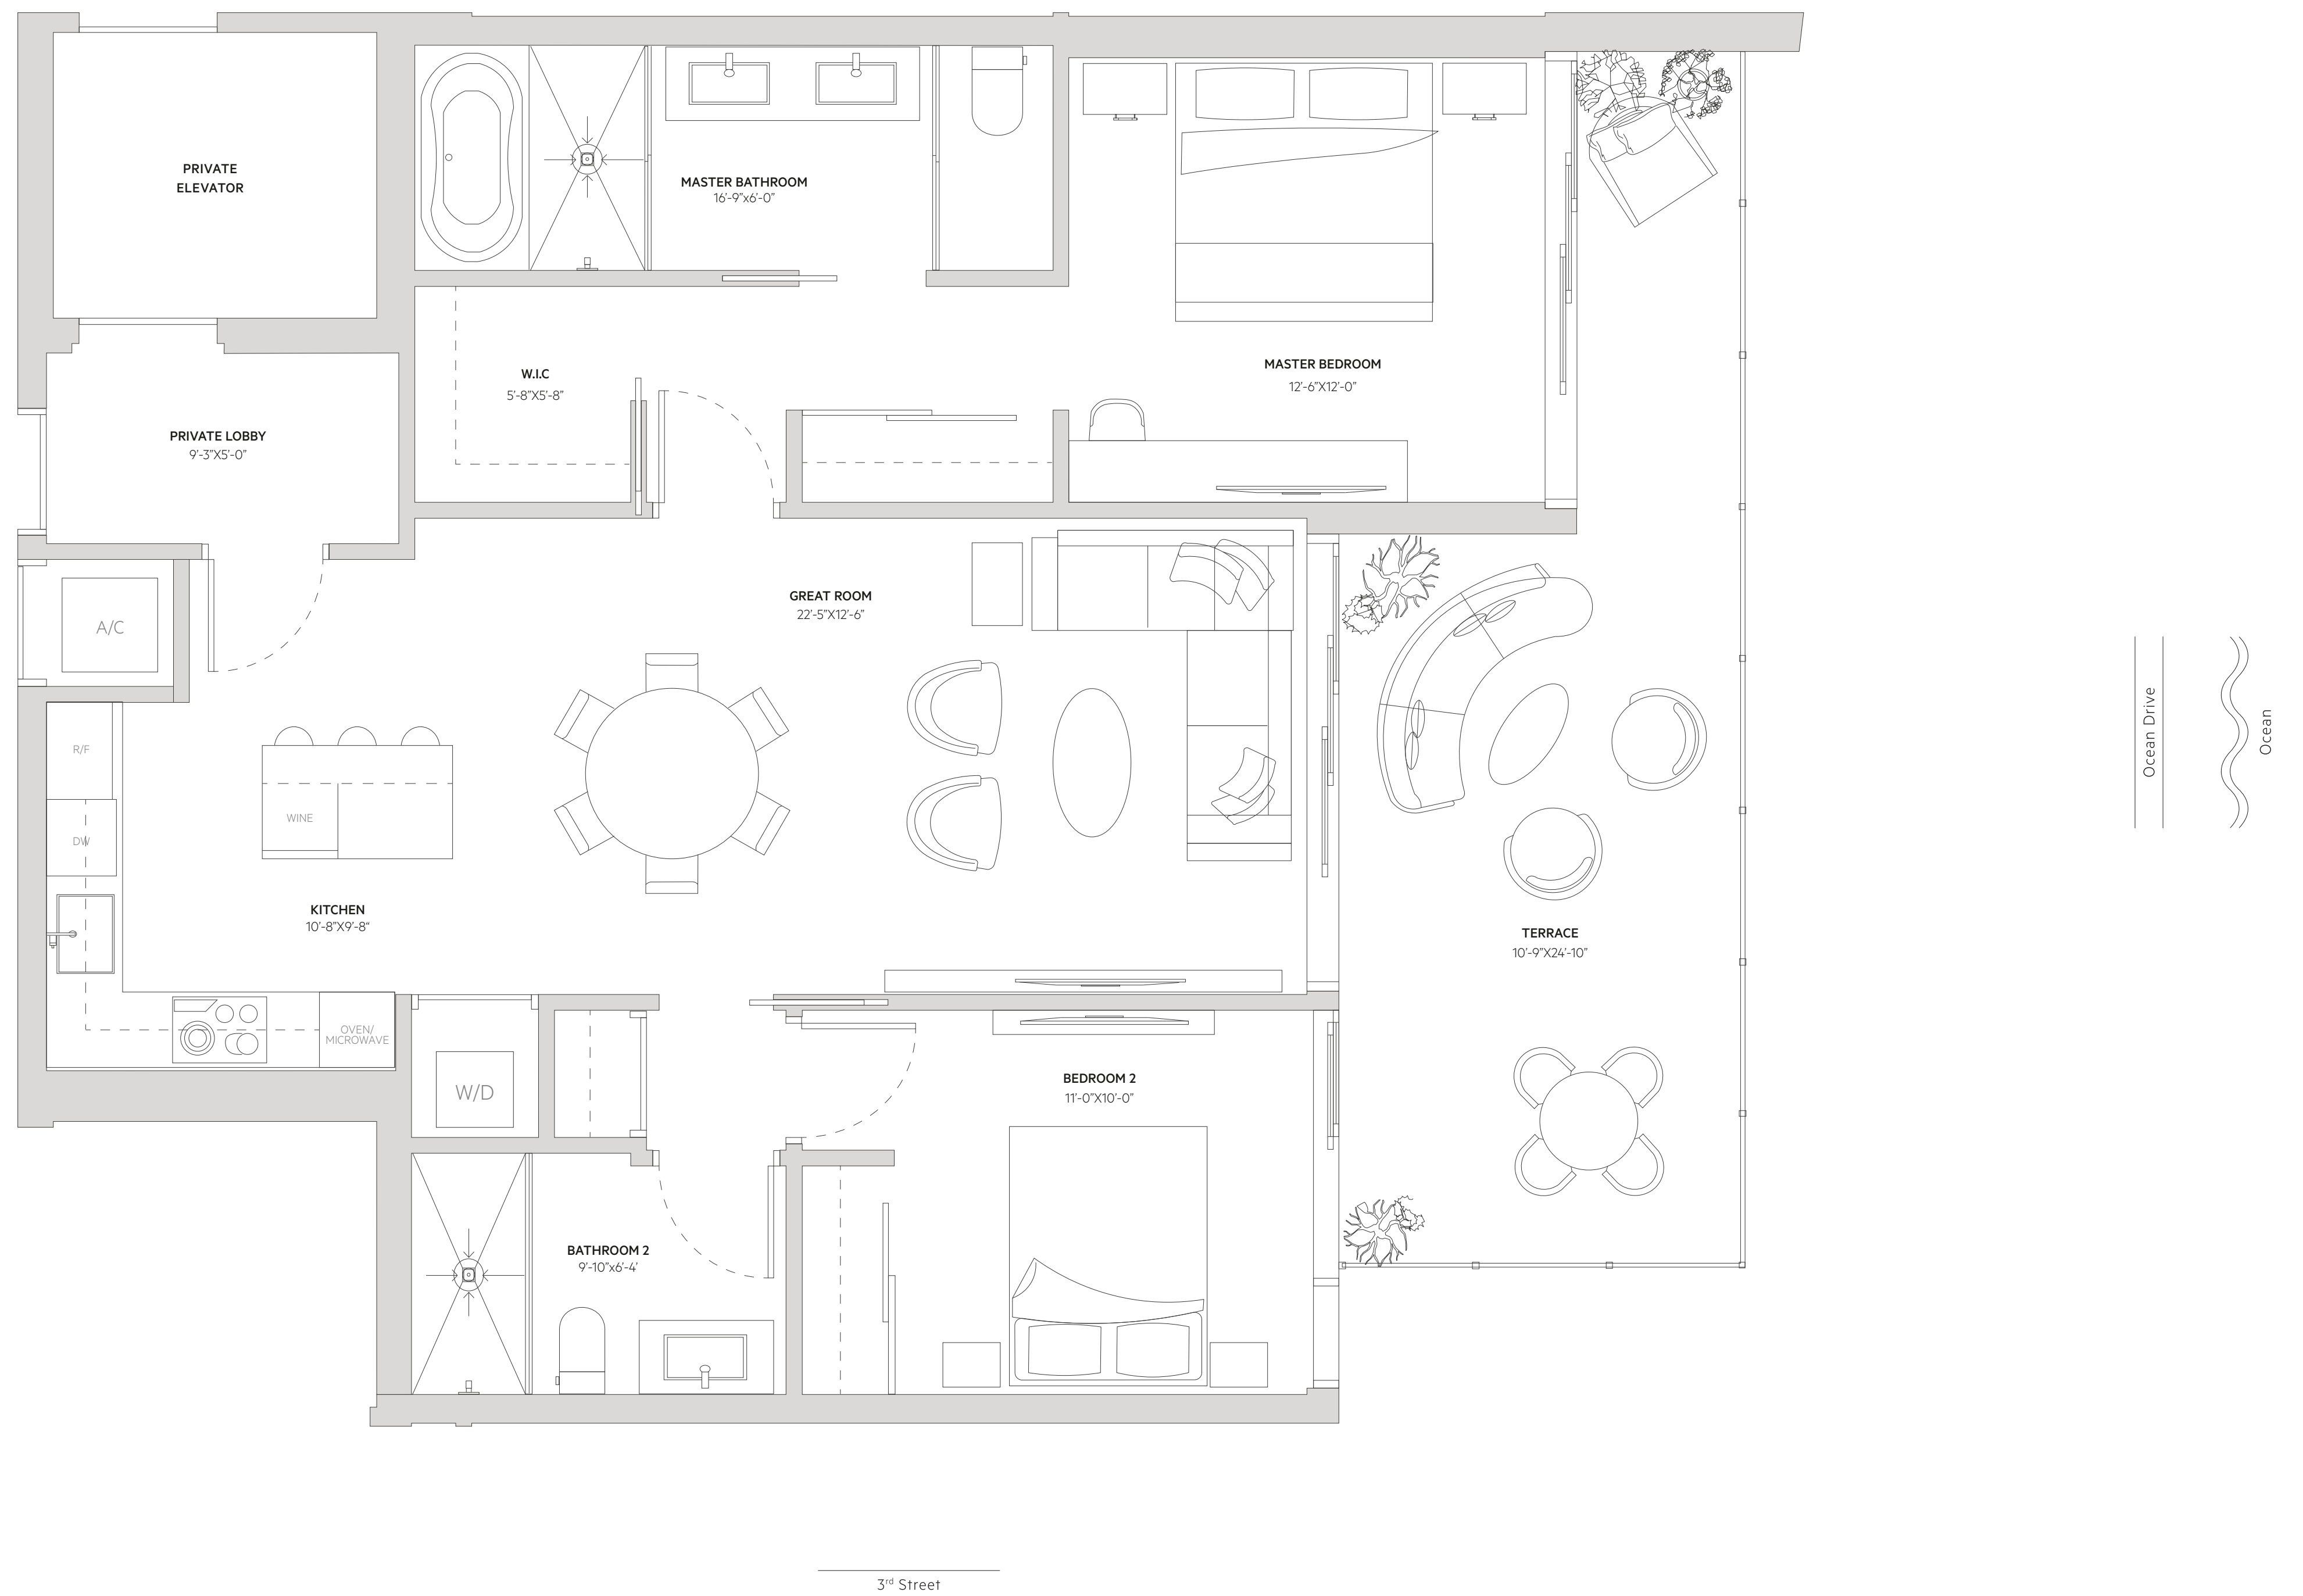 PRIVATE
ELEVATOR
MASTER BATHROOM
16'-9"x6'-0"
MASTER BEDROOM
12'-6"X12'-0"
W.I.C
5'-8"X5'-8"
PRIVATE LOBBY
9'-3"X5'-0"
A/C
GREAT ROOM
22'-5"X12'-6"
R/F
WINE
DW
KITCHEN
10'-8"X9'-8"
OVEN/
MICROWAVE
W/D
TERRACE
10'-9"X24'-10"
BEDROOM 2
11'-0"X10'-0"
BATHROOM 2
9'-10"x6'-4'
Ocean Drive
Ocean
3rd Street